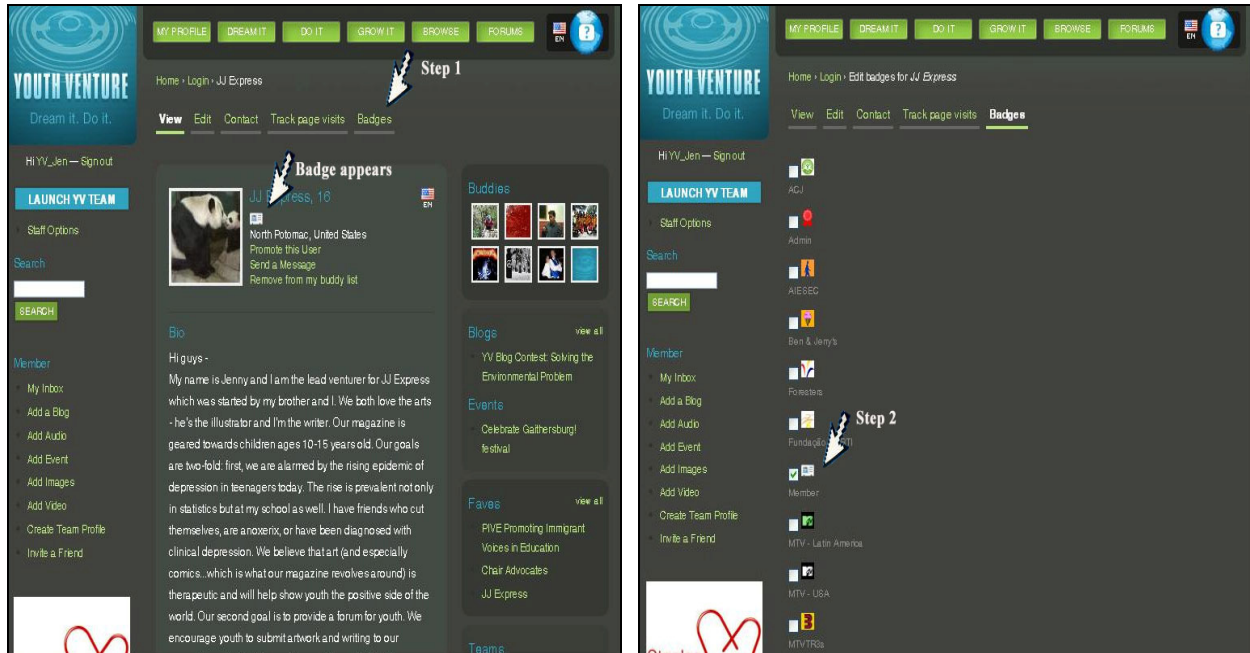 MY PROFILE DREAM IT DO IT GROW IT BROWSE FORUMS EN ?
YOUTH VENTURE
Dream it. Do it.
Step 1
Home › Login › JJ Express
View Edit Contact Track page visits Badges
Hi YV_Jen — Sign out
LAUNCH YV TEAM
Staff Options
Search
SEARCH
Member
My Inbox
Add a Blog
Add Audio
Add Event
Add Images
Add Video
Create Team Profile
Invite a Friend
Badge appears
JJ Express, 16
EN
North Potomac, United States
Promote this User
Send a Message
Remove from my buddy list
Bio
Hi guys -
My name is Jenny and I am the lead venturer for JJ Express
which was started by my brother and I. We both love the arts
- he's the illustrator and I'm the writer. Our magazine is
geared towards children ages 10-15 years old. Our goals
are two-fold: first, we are alarmed by the rising epidemic of
depression in teenagers today. The rise is prevalent not only
in statistics but at my school as well. I have friends who cut
themselves, are anoxerix, or have been diagnosed with
clinical depression. We believe that art (and especially
comics...which is what our magazine revolves around) is
therapeutic and will help show youth the positive side of the
world. Our second goal is to provide a forum for youth. We
encourage youth to submit artwork and writing to our
Buddies
Blogs view all
YV Blog Contest: Solving the
Environmental Problem
Events
Celebrate Gaithersburg!
festival
Faves view all
PIVE Promoting Immigrant
Voices in Education
Chair Advocates
JJ Express
Teams
MY PROFILE DREAM IT DO IT GROW IT BROWSE FORUMS EN ?
YOUTH VENTURE
Dream it. Do it.
Home › Login › Edit badges for JJ Express
View Edit Contact Track page visits Badges
Hi YV_Jen — Sign out
LAUNCH YV TEAM
Staff Options
Search
SEARCH
Member
My Inbox
Add a Blog
Add Audio
Add Event
Add Images
Add Video
Create Team Profile
Invite a Friend
ACJ
Admin
AIESEC
Ben & Jerry's
Foresters
Step 2
Fundação
Member
MTV - Latin America
MTV - USA
MTVTR3s